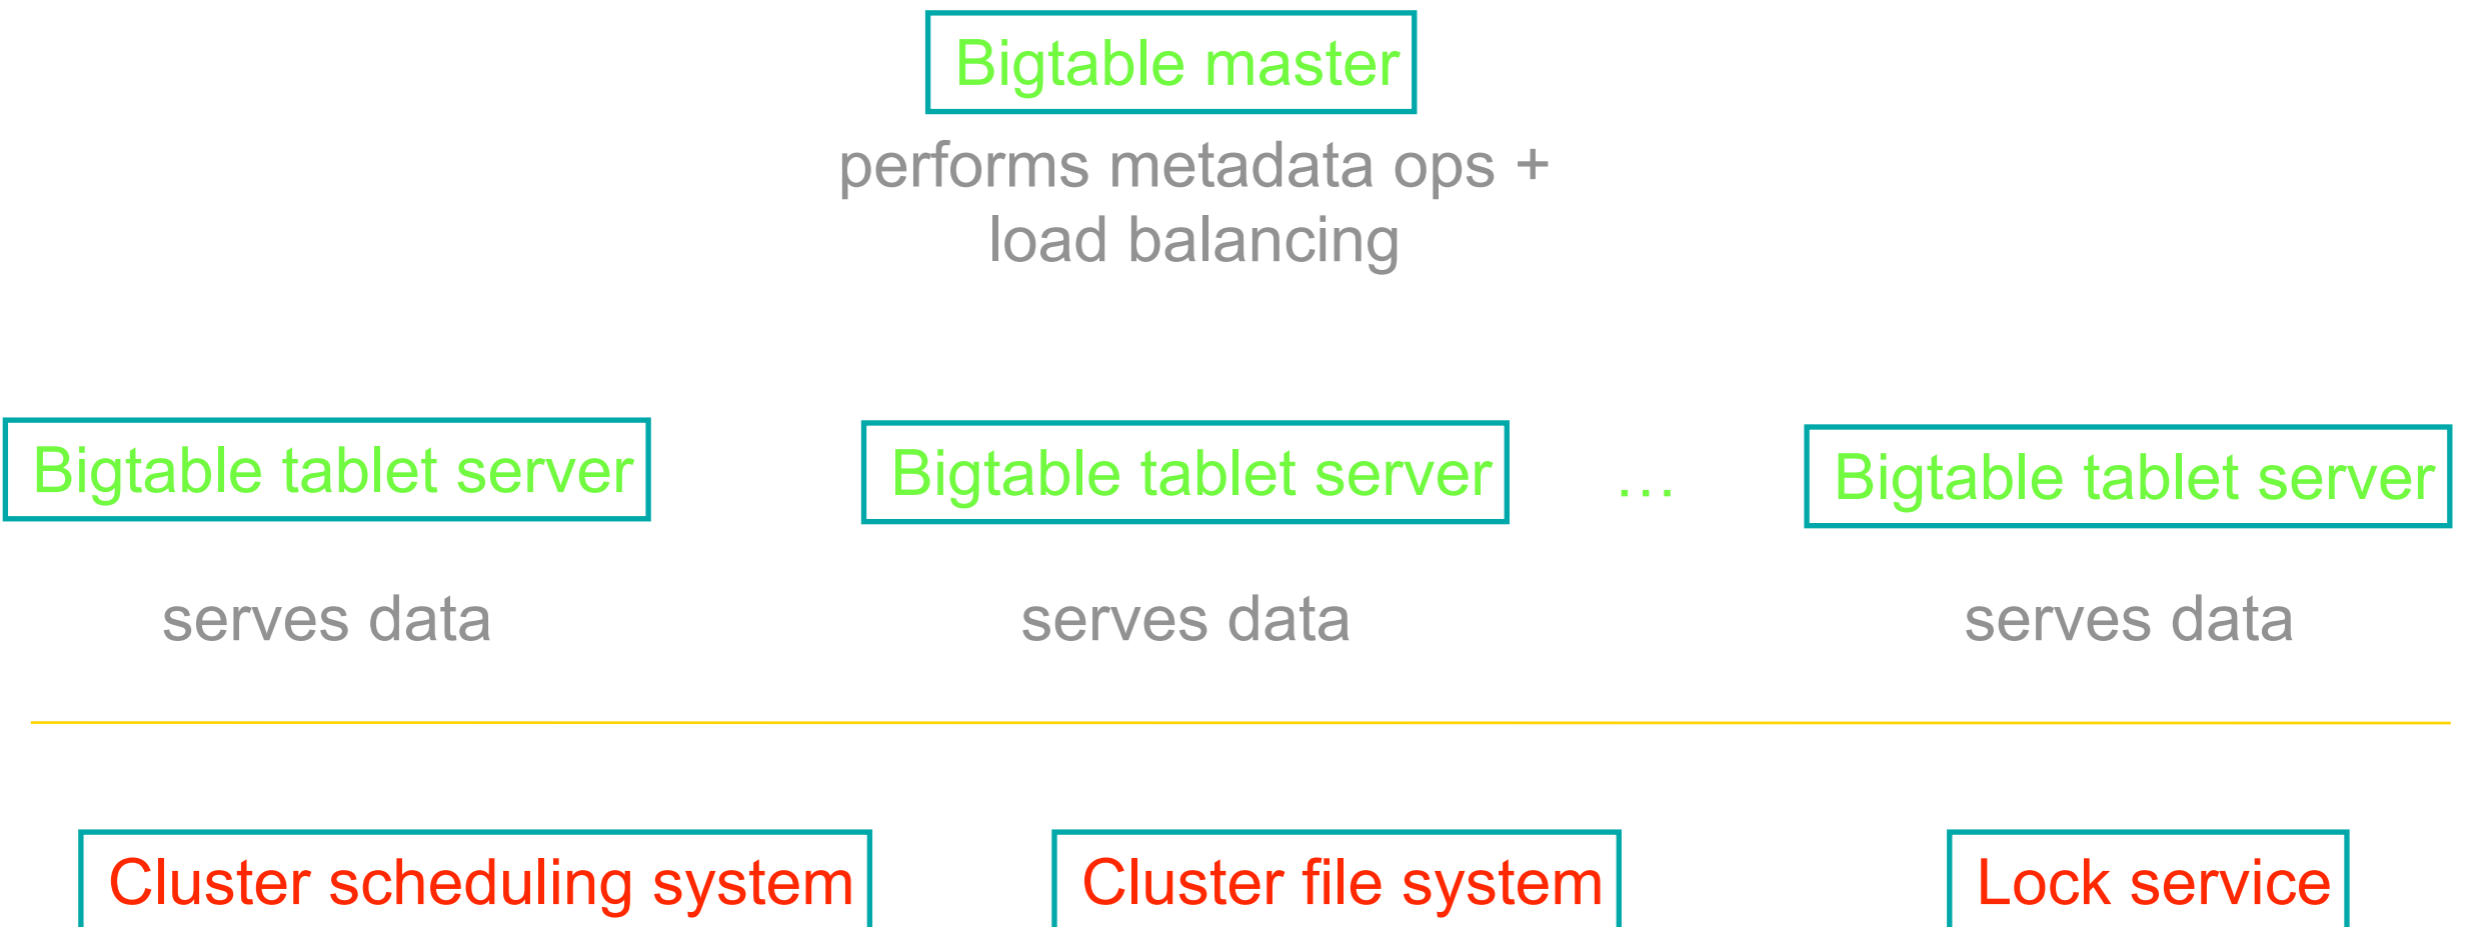 Bigtable master
performs metadata ops +
load balancing
Bigtable tablet server
Bigtable tablet server
…
Bigtable tablet server
serves data
serves data
serves data
Cluster scheduling system
Cluster file system
Lock service